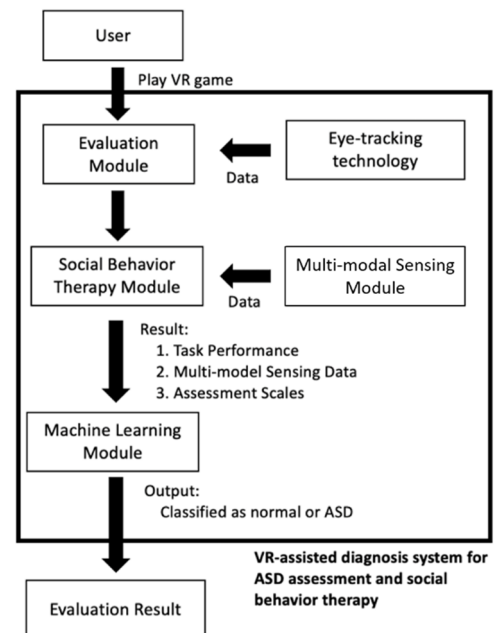 User
Play VR game
Evaluation
Module
Eye-tracking
technology
Data
Social Behavior
Therapy Module
Multi-modal Sensing
Module
Data
Result:
1. Task Performance
2. Multi-model Sensing Data
3. Assessment Scales
Machine Learning
Module
Output:
Classified as normal or ASD
VR-assisted diagnosis system for
ASD assessment and social
behavior therapy
Evaluation Result